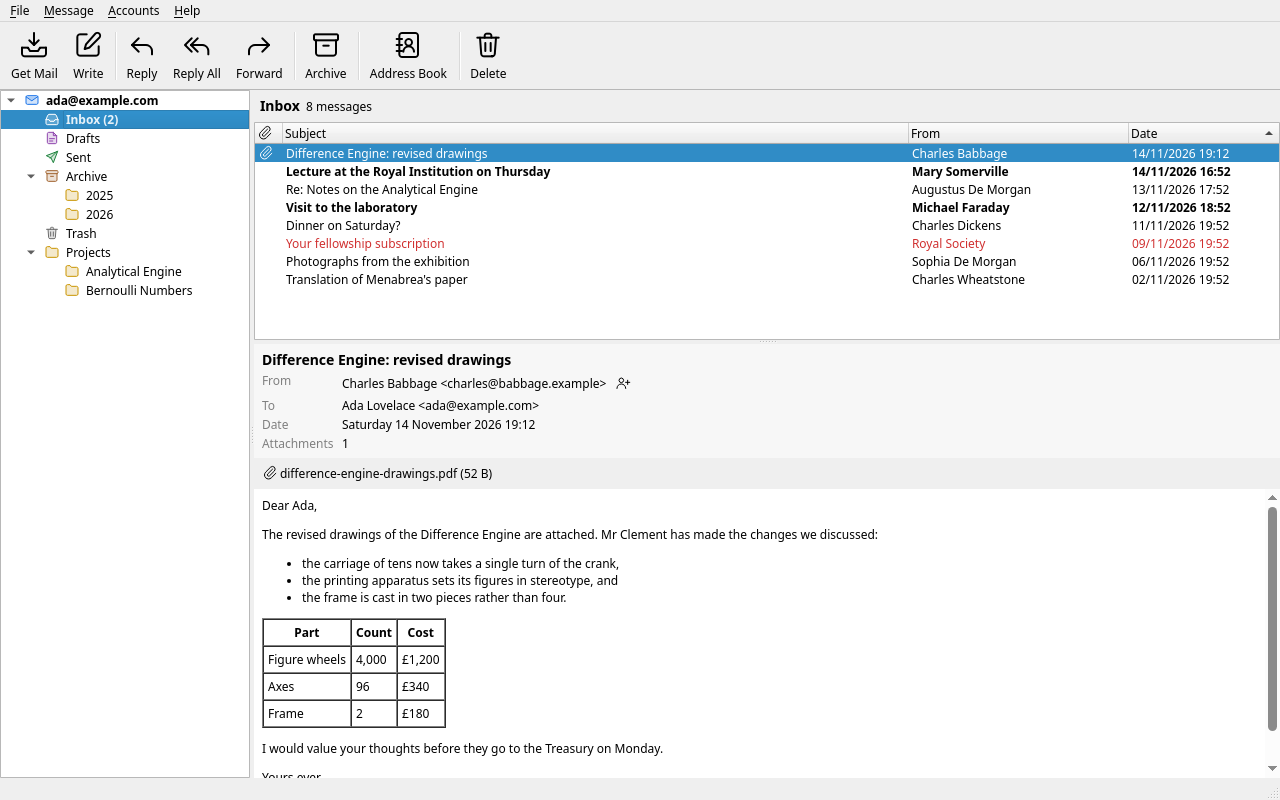 File Message Accounts Help
Get Mail Write Reply Reply All Forward Archive Address Book Delete
ada@example.com
Inbox (2)
Drafts
Sent
Archive
2025
2026
Trash
Projects
Analytical Engine
Bernoulli Numbers
Inbox 8 messages
Subject From Date
Difference Engine: revised drawings Charles Babbage 14/11/2026 19:12
Lecture at the Royal Institution on Thursday Mary Somerville 14/11/2026 16:52
Re: Notes on the Analytical Engine Augustus De Morgan 13/11/2026 17:52
Visit to the laboratory Michael Faraday 12/11/2026 18:52
Dinner on Saturday? Charles Dickens 11/11/2026 19:52
Your fellowship subscription Royal Society 09/11/2026 19:52
Photographs from the exhibition Sophia De Morgan 06/11/2026 19:52
Translation of Menabrea's paper Charles Wheatstone 02/11/2026 19:52
Difference Engine: revised drawings
From Charles Babbage <charles@babbage.example>
To Ada Lovelace <ada@example.com>
Date Saturday 14 November 2026 19:12
Attachments 1
difference-engine-drawings.pdf (52 B)
Dear Ada,
The revised drawings of the Difference Engine are attached. Mr Clement has made the changes we discussed:
• the carriage of tens now takes a single turn of the crank,
• the printing apparatus sets its figures in stereotype, and
• the frame is cast in two pieces rather than four.
Part Count Cost
Figure wheels 4,000 £1,200
Axes 96 £340
Frame 2 £180
I would value your thoughts before they go to the Treasury on Monday.
Yours ever